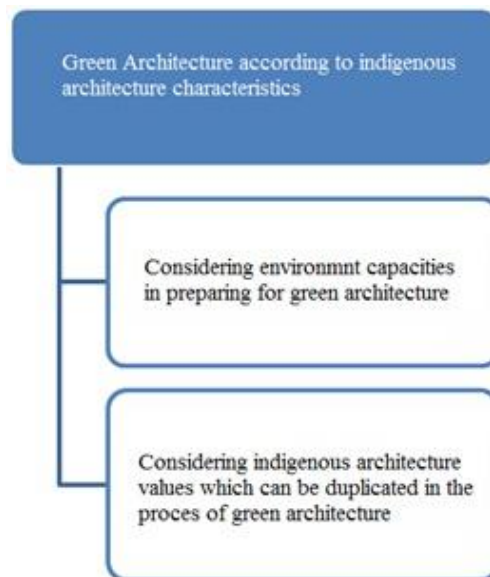 Green Architecture according to indigenous
architecture characteristics
Considering environmnt capacities
in preparing for green architecture
Considering indigenous architecture
values which can be duplicated in the
proces of green architecture